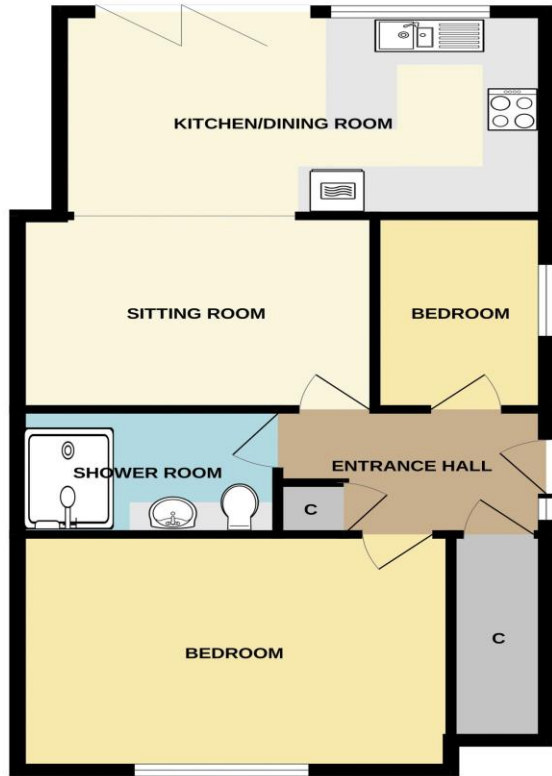 KITCHEN/DINING ROOM
SITTING ROOM
BEDROOM
SHOWER ROOM
ENTRANCE HALL
C
BEDROOM
C